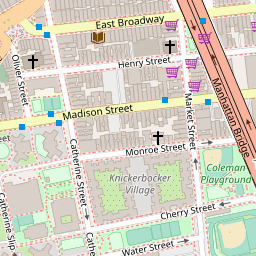 East Broadway
Henry Street
Oliver Street
Madison Street
Market Street
Manhattan Bridge
Monroe Street
Catherine Street
Knickerbocker
Village
Coleman
Playground
Cherry Street
Catherine Slip
Water Street